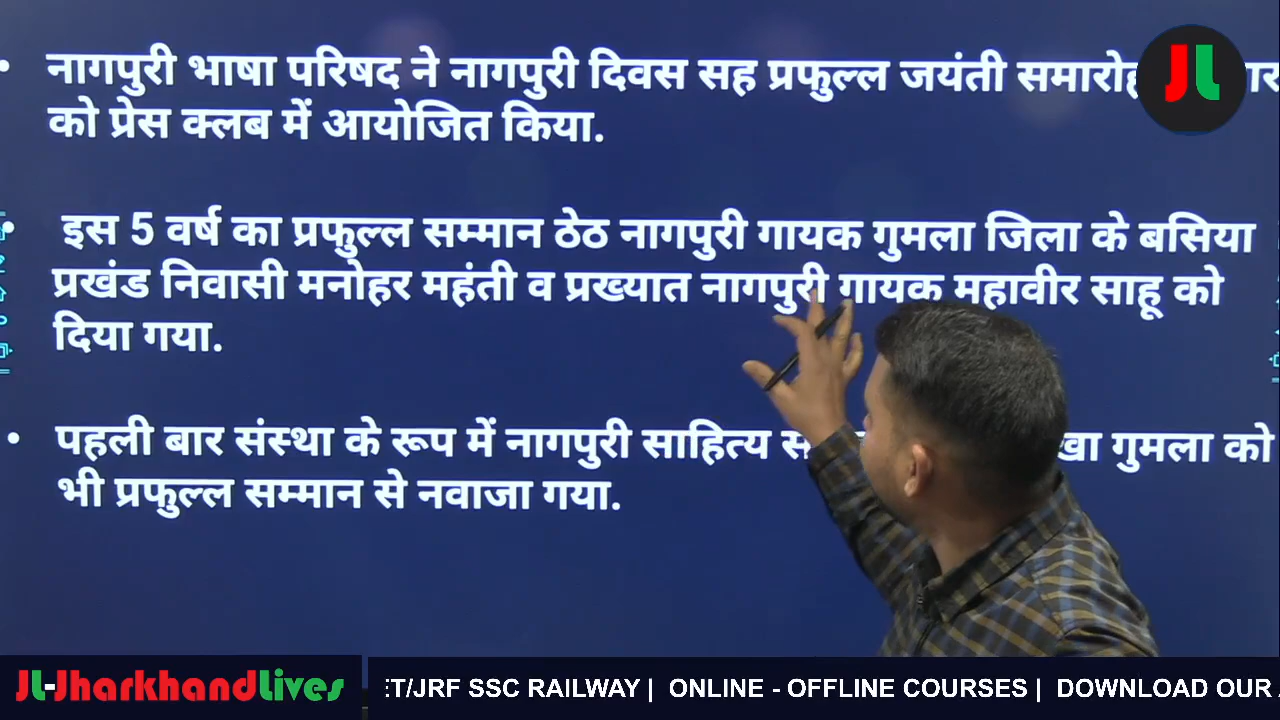 नागपुरी भाषा परिषद ने नागपुरी दिवस सह प्रफुल्ल जयंती
को प्रेस क्लब में आयोजित किया.
इस 5 वर्ष का प्रफुल्ल सम्मान ठेठ नागपुरी गायक गुमला जिला के बसिया
प्रखंड निवासी मनोहर महंती व प्रख्यात नागपुरी गायक महावीर साहू को
दिया गया.
पहली बार संस्था के रूप में नागपुरी साहित्य गुमला को
भी प्रफुल्ल सम्मान से नवाजा गया.
JL
JL-JharkhandLives
/JRF SSC RAILWAY | ONLINE - OFFLINE COURSES | DOWNLOAD OUR